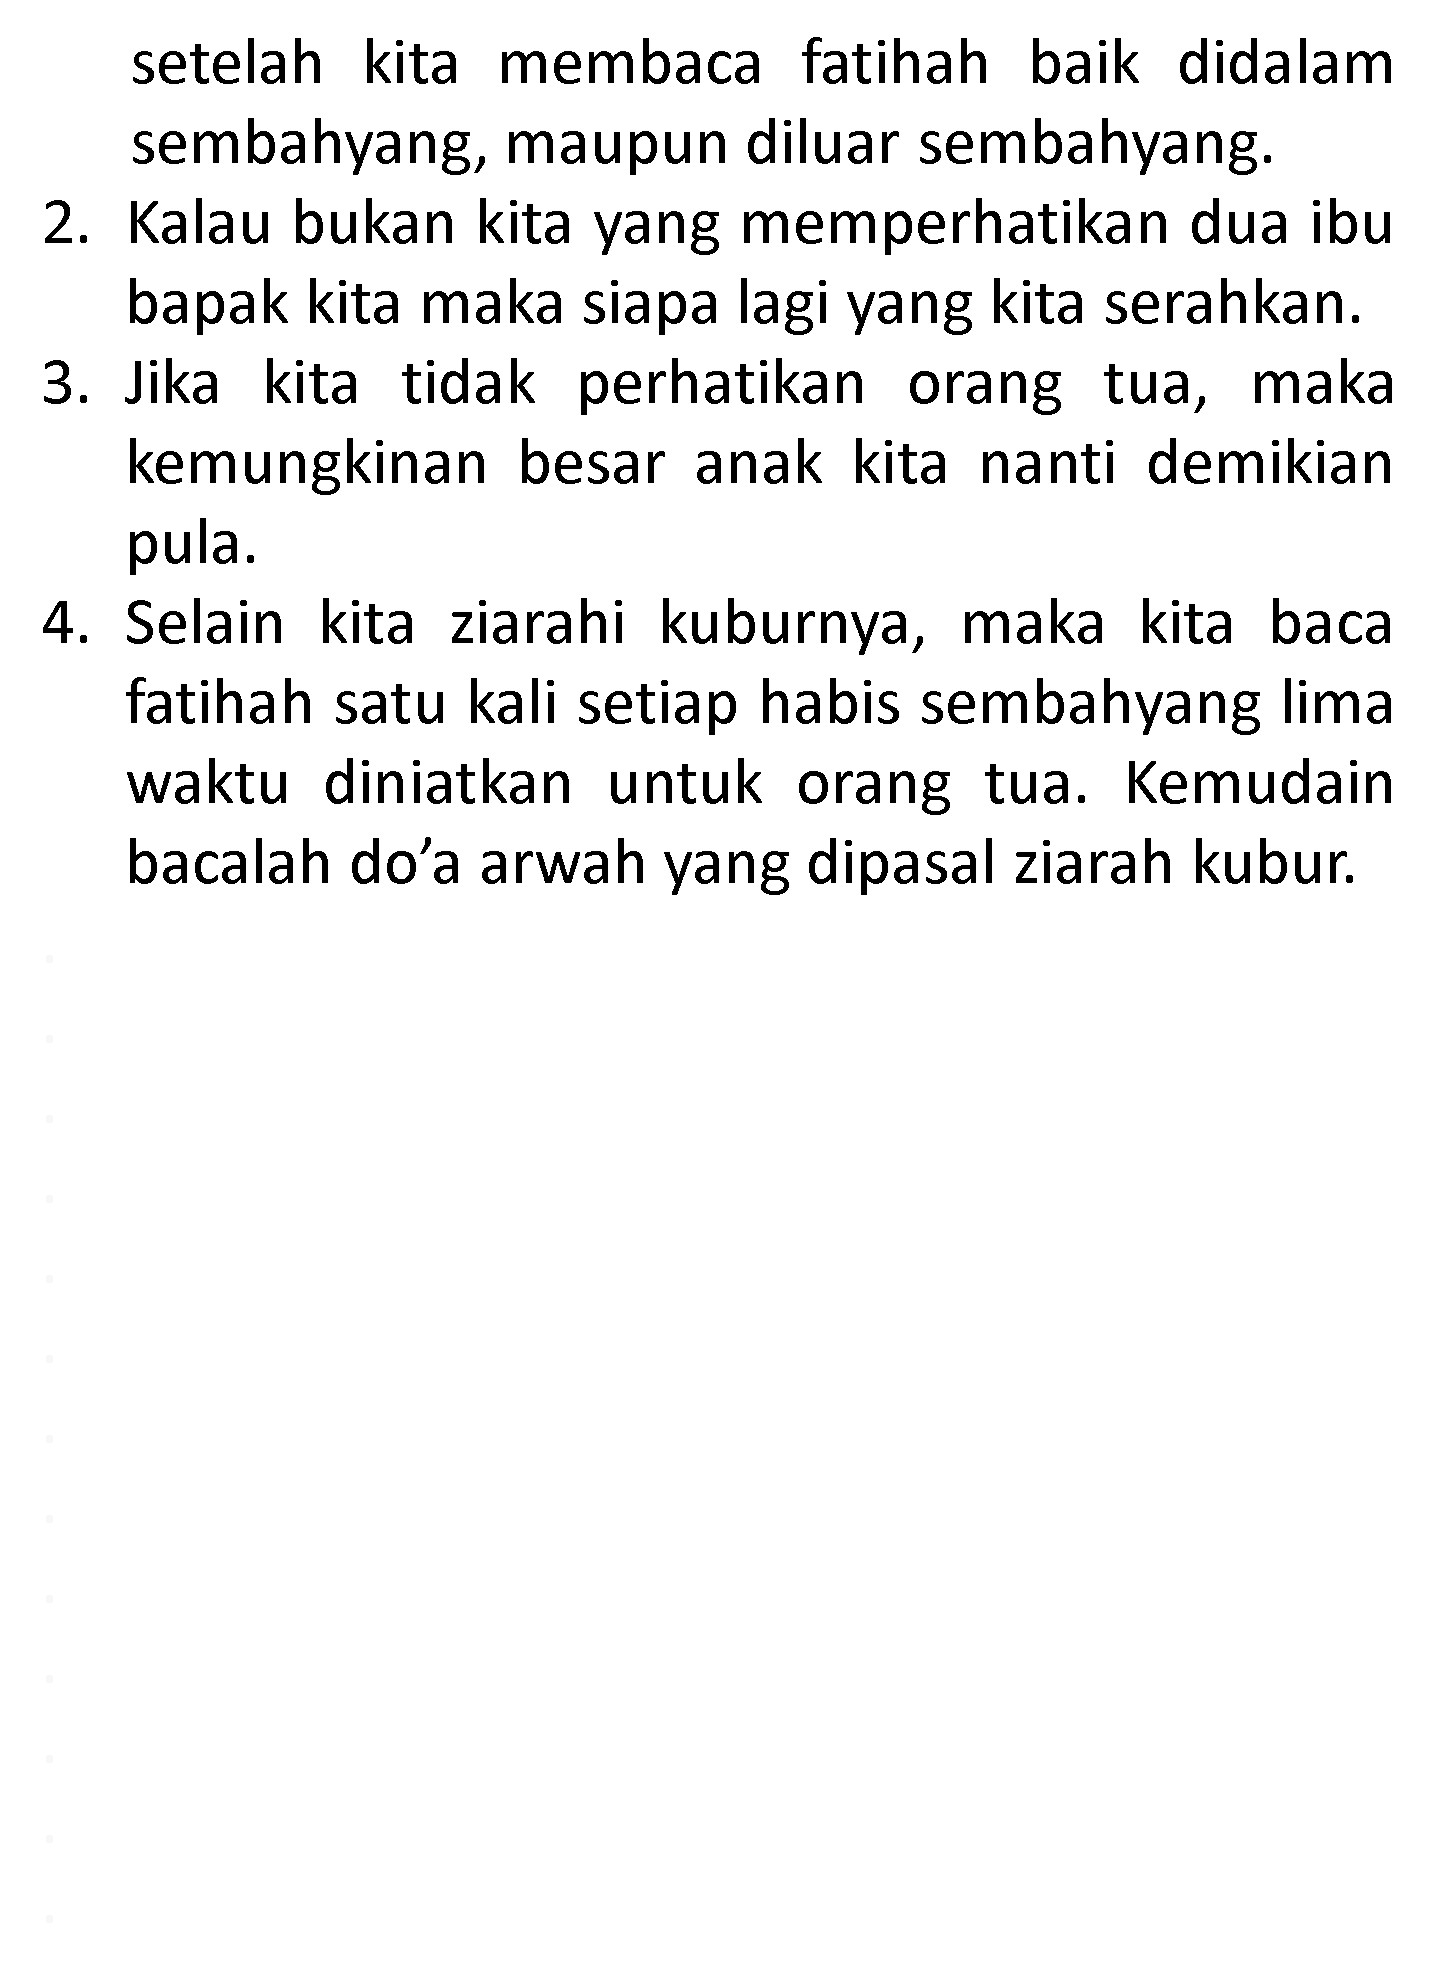 setelah kita membaca fatihah baik didalam
sembahyang, maupun diluar sembahyang.
2. Kalau bukan kita yang memperhatikan dua ibu
bapak kita maka siapa lagi yang kita serahkan.
3. Jika kita tidak perhatikan orang tua, maka
kemungkinan besar anak kita nanti demikian
pula.
4. Selain kita ziarahi kuburnya, maka kita baca
fatihah satu kali setiap habis sembahyang lima
waktu diniatkan untuk orang tua. Kemudain
bacalah do’a arwah yang dipasal ziarah kubur.